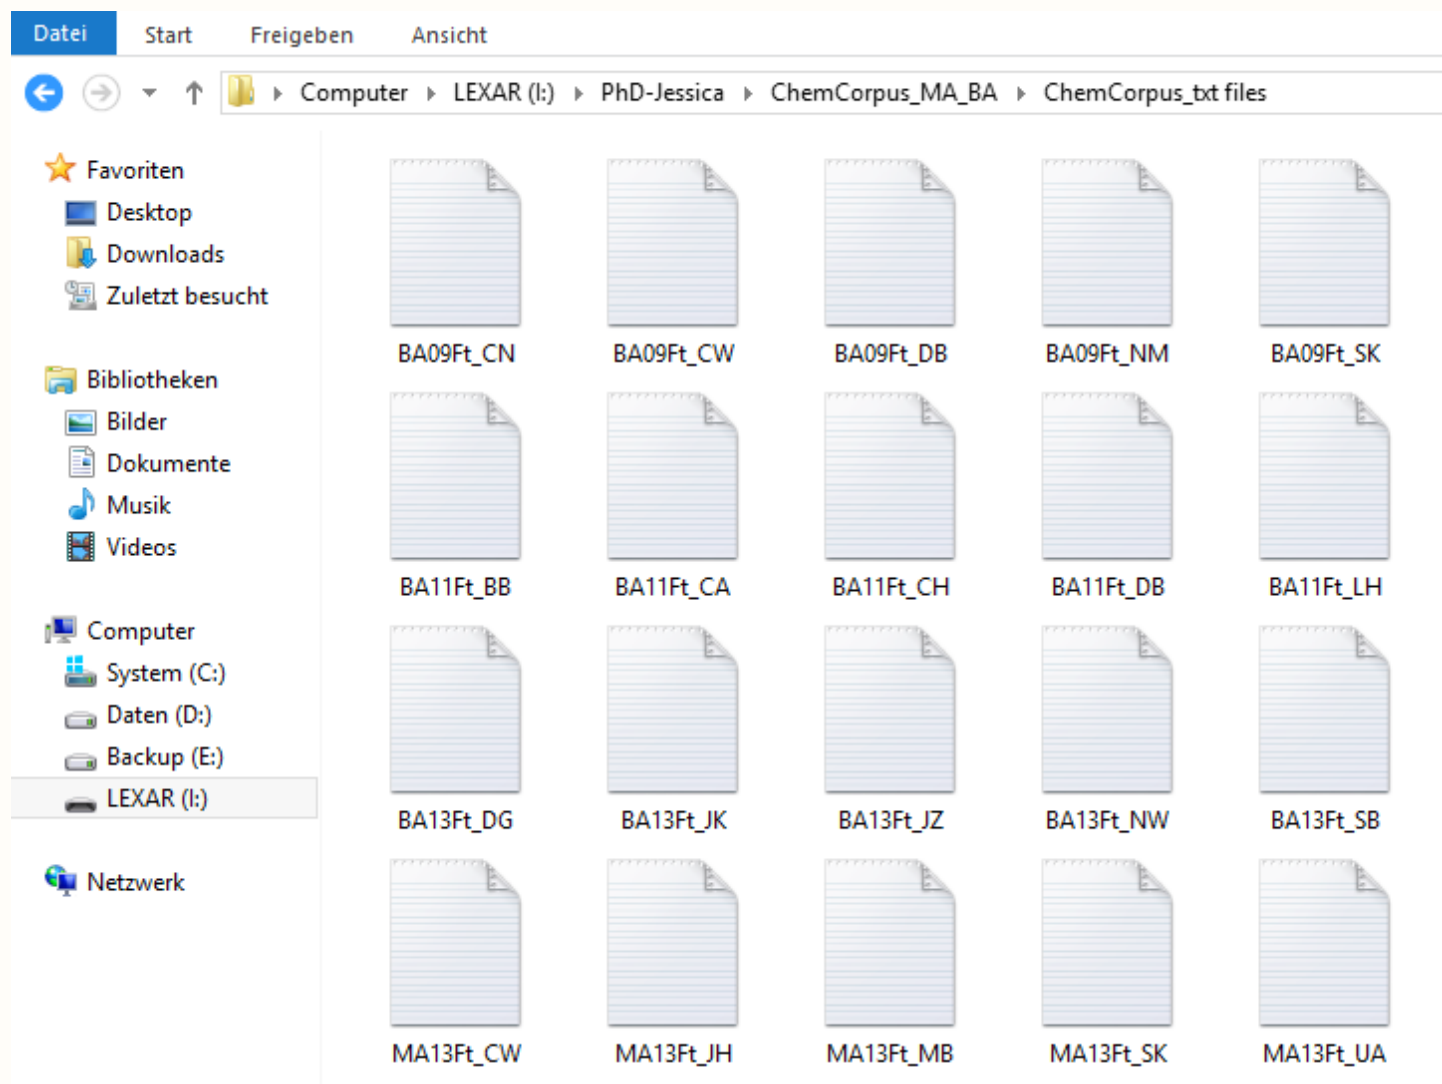 Datei Start Freigeben Ansicht
Computer LEXAR (I:) PhD-Jessica ChemCorpus_MA_BA ChemCorpus_txt files
Favoriten
Desktop
Downloads
Zuletzt besucht
Bibliotheken
Bilder
Dokumente
Musik
Videos
Computer
System (C:)
Daten (D:)
Backup (E:)
LEXAR (I:)
Netzwerk
BA09Ft_CN BA09Ft_CW BA09Ft_DB BA09Ft_NM BA09Ft_SK
BA11Ft_BB BA11Ft_CA BA11Ft_CH BA11Ft_DB BA11Ft_LH
BA13Ft_DG BA13Ft_JK BA13Ft_JZ BA13Ft_NW BA13Ft_SB
MA13Ft_CW MA13Ft_JH MA13Ft_MB MA13Ft_SK MA13Ft_UA